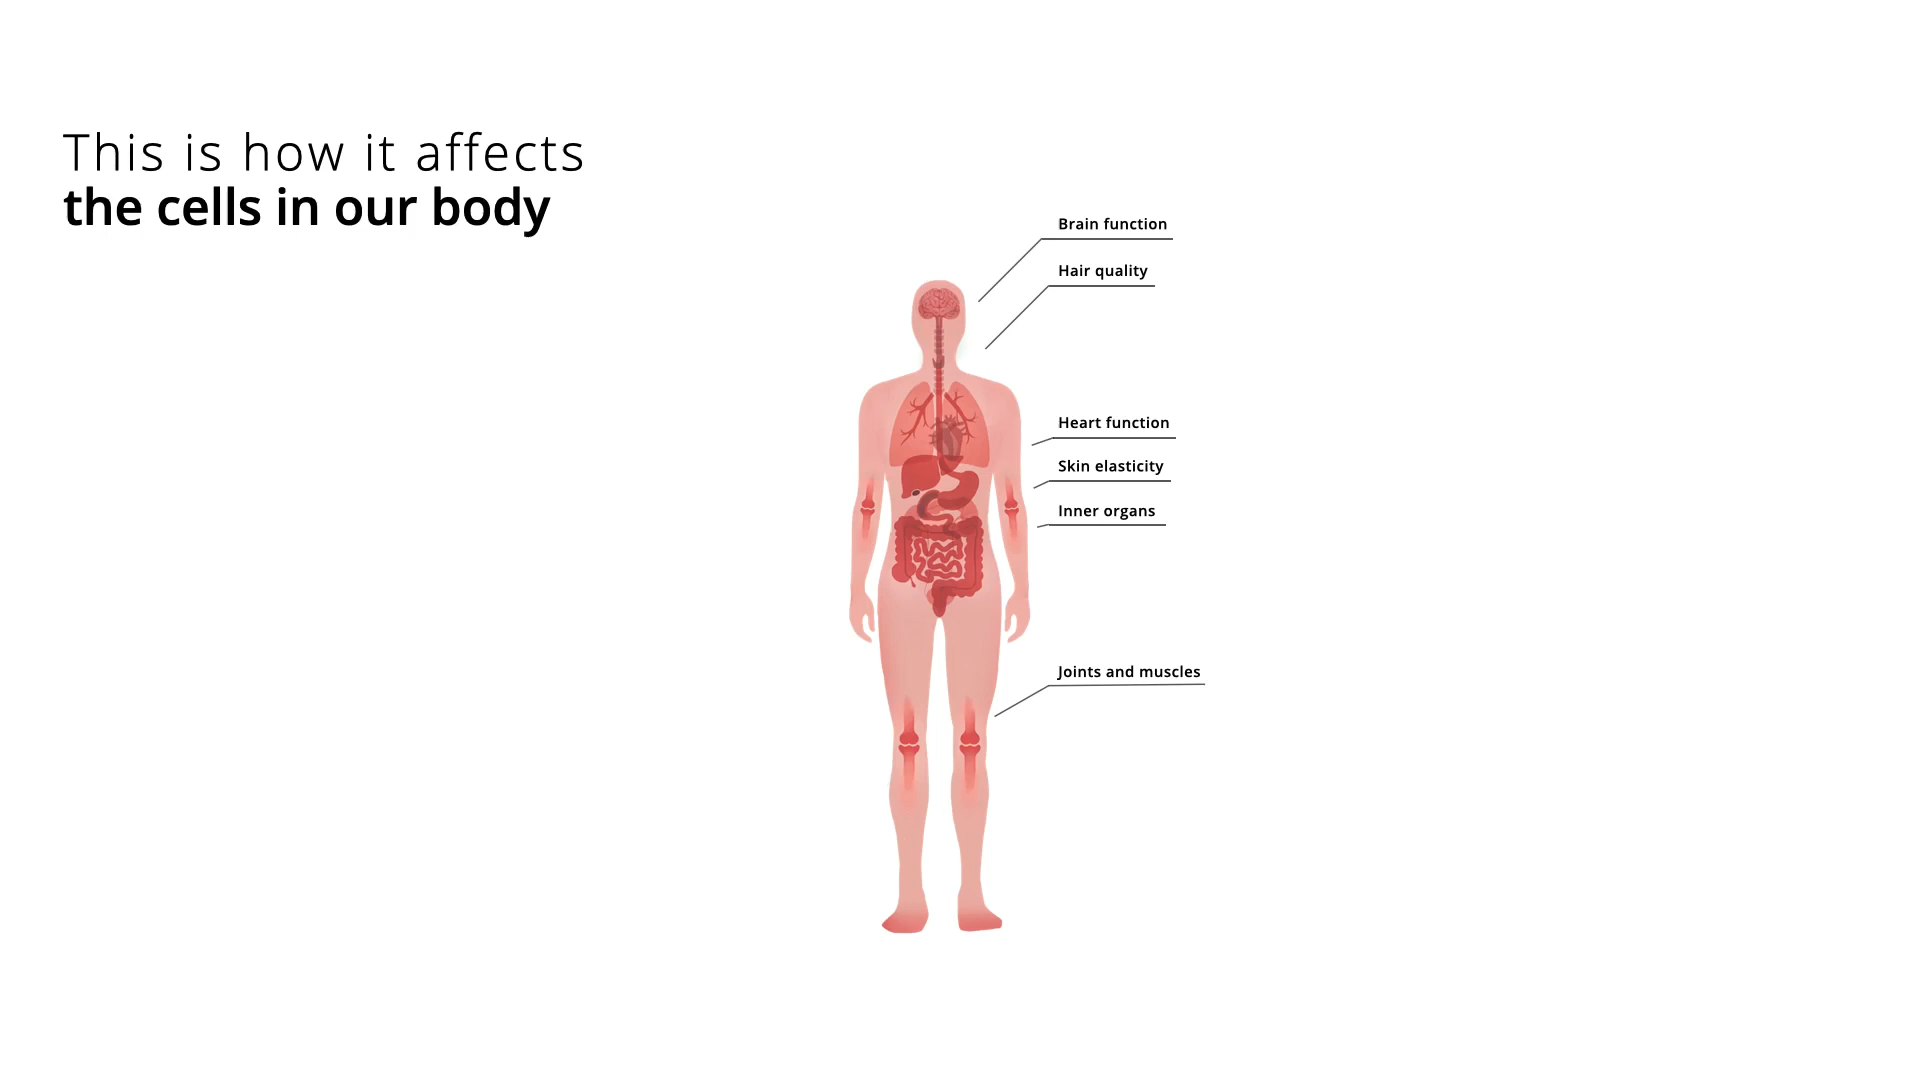 This is how it affects
the cells in our body
Brain function
Hair quality
Heart function
Skin elasticity
Inner organs
Joints and muscles